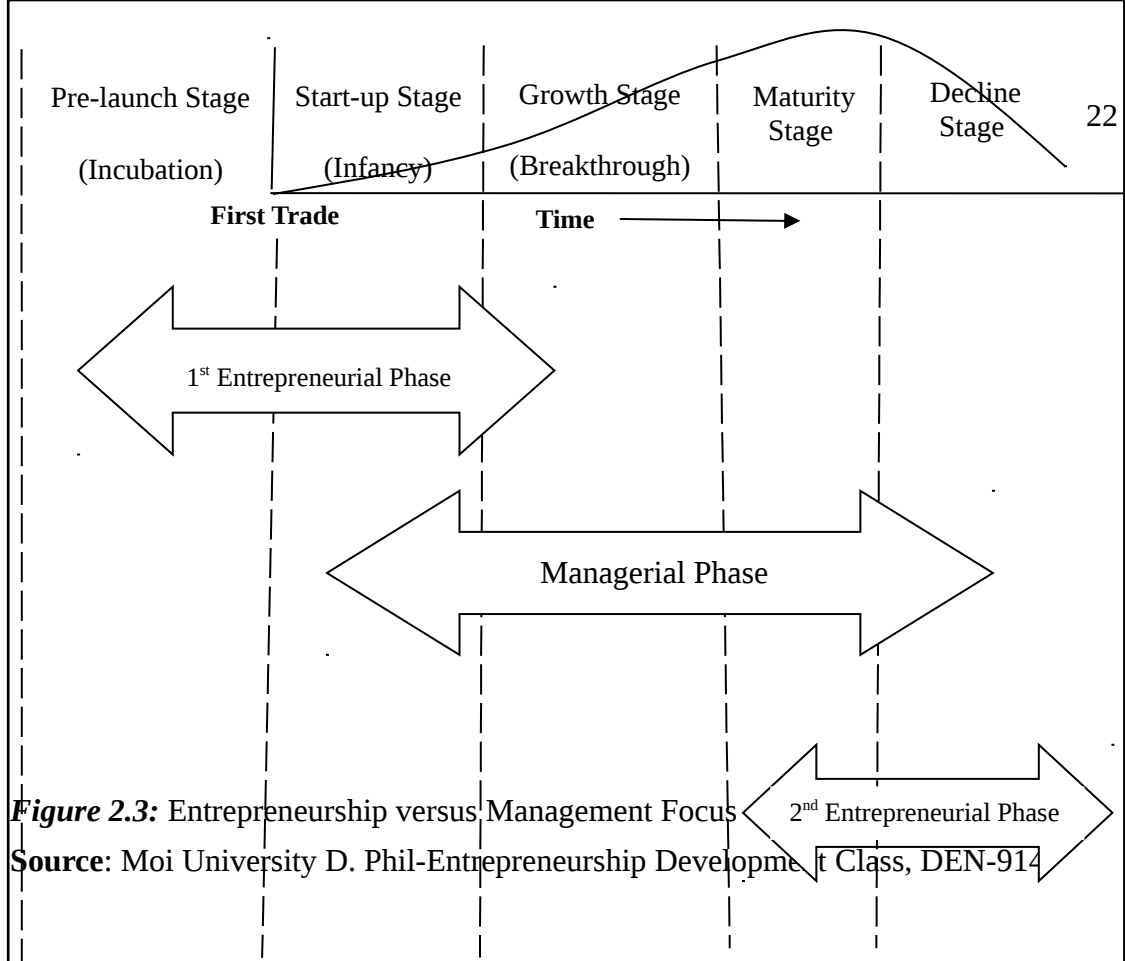 Pre-launch Stage
(Incubation)
Start-up Stage
(Infancy)
Growth Stage
(Breakthrough)
Maturity
Stage
Decline
Stage
22
First Trade
Time
1st Entrepreneurial Phase
Managerial Phase
2nd Entrepreneurial Phase
Figure 2.3: Entrepreneurship versus Management Focus
Source: Moi University D. Phil-Entrepreneurship Development Class, DEN-914